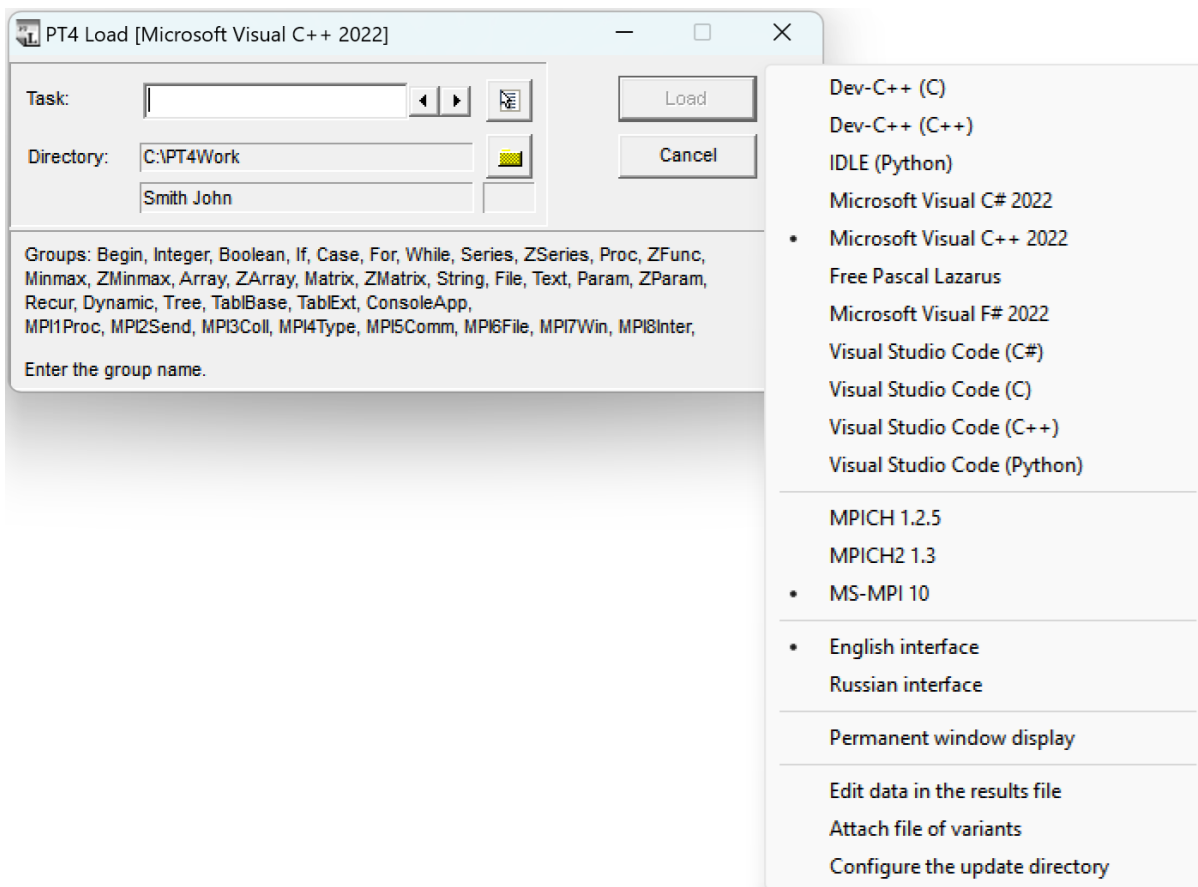 PT4 Load [Microsoft Visual C++ 2022]
Task:
Load
Directory:
C:\PT4Work
Cancel
Smith John
Groups: Begin, Integer, Boolean, If, Case, For, While, Series, ZSeries, Proc, ZFunc,
Minmax, ZMinmax, Array, ZArray, Matrix, ZMatrix, String, File, Text, Param, ZParam,
Recur, Dynamic, Tree, TablBase, TablExt, ConsoleApp,
MPI1Proc, MPI2Send, MPI3Coll, MPI4Type, MPI5Comm, MPI6File, MPI7Win, MPI8Inter,
Enter the group name.
Dev-C++ (C)
Dev-C++ (C++)
IDLE (Python)
Microsoft Visual C# 2022
Microsoft Visual C++ 2022
Free Pascal Lazarus
Microsoft Visual F# 2022
Visual Studio Code (C#)
Visual Studio Code (C)
Visual Studio Code (C++)
Visual Studio Code (Python)
MPICH 1.2.5
MPICH2 1.3
MS-MPI 10
English interface
Russian interface
Permanent window display
Edit data in the results file
Attach file of variants
Configure the update directory